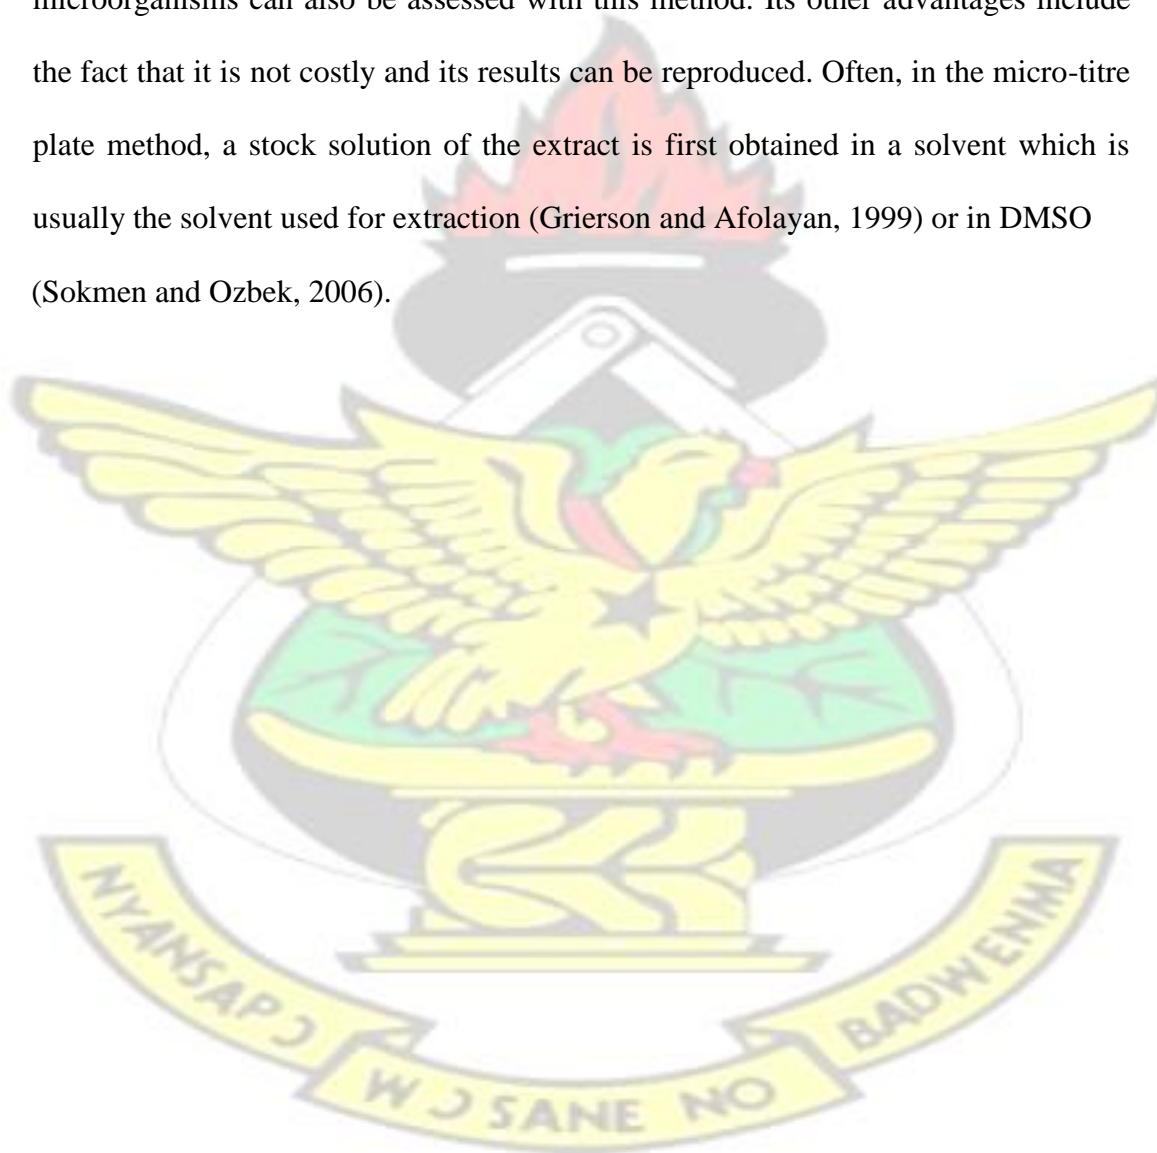 microorganisms can also be assessed with this method. Its other advantages include
the fact that it is not costly and its results can be reproduced. Often, in the micro-titre
plate method, a stock solution of the extract is first obtained in a solvent which is
usually the solvent used for extraction (Grierson and Afolayan, 1999) or in DMSO
(Sokmen and Ozbek, 2006).
NYANSAPƆ
WƆSANE NO
BADWENMA